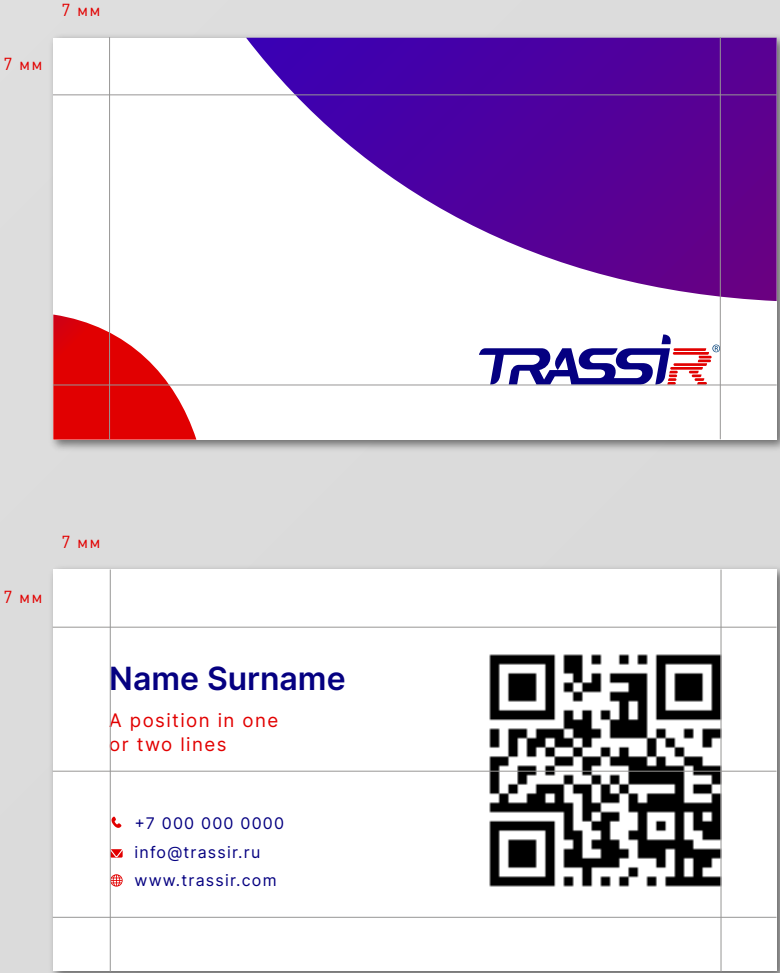 7 мм
7 мм
TRASSiR®
7 мм
7 мм
Name Surname
A position in one
or two lines
+7 000 000 0000
info@trassir.ru
www.trassir.com